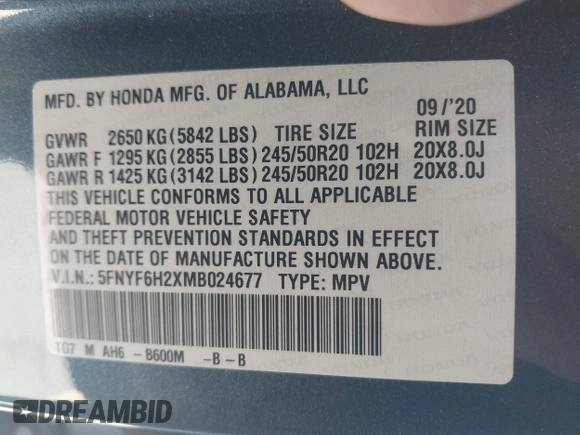 MFD. BY HONDA MFG. OF ALABAMA, LLC
09/'20
GVWR 2650 KG (5842 LBS) TIRE SIZE RIM SIZE
GAWR F 1295 KG (2855 LBS) 245/50R20 102H 20X8.0J
GAWR R 1425 KG (3142 LBS) 245/50R20 102H 20X8.0J
THIS VEHICLE CONFORMS TO ALL APPLICABLE
FEDERAL MOTOR VEHICLE SAFETY
AND THEFT PREVENTION STANDARDS IN EFFECT
ON THE DATE OF MANUFACTURE SHOWN ABOVE.
V.I.N.: 5FNYF6H2XMB024677 TYPE: MPV
TG7 M AH6 -B600M -B-B
DREAMBID